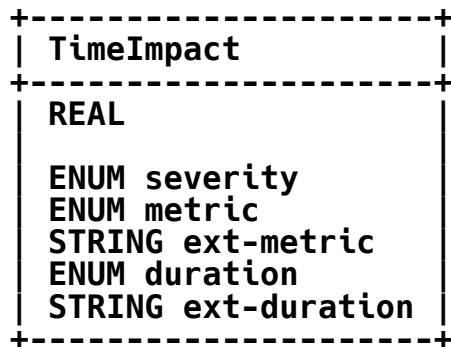 +----------------------+
| TimeImpact           |
+----------------------+
| REAL                 |
|                      |
| ENUM severity        |
| ENUM metric          |
| STRING ext-metric    |
| ENUM duration        |
| STRING ext-duration  |
+----------------------+